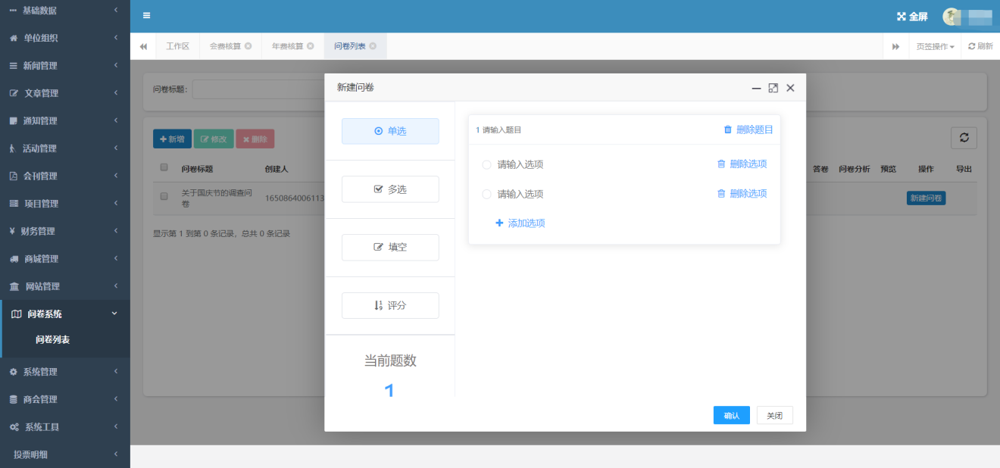 基础数据
单位组织
新闻管理
文章管理
通知管理
活动管理
会刊管理
项目管理
财务管理
商城管理
网站管理
问卷系统
问卷列表
系统管理
商会管理
系统工具
投票明细
全屏
工作区 会费核算 年费核算 问卷列表 页签操作 刷新
问卷标题:
新增 修改 删除
问卷标题 创建人 答卷 问卷分析 预览 操作 导出
关于国庆节的调查问卷 1650864006113 新建问卷
显示第 1 到第 0 条记录，总共 0 条记录
新建问卷
单选
多选
填空
评分
当前题数
1
1 请输入题目 删除题目
请输入选项 删除选项
请输入选项 删除选项
添加选项
确认 关闭